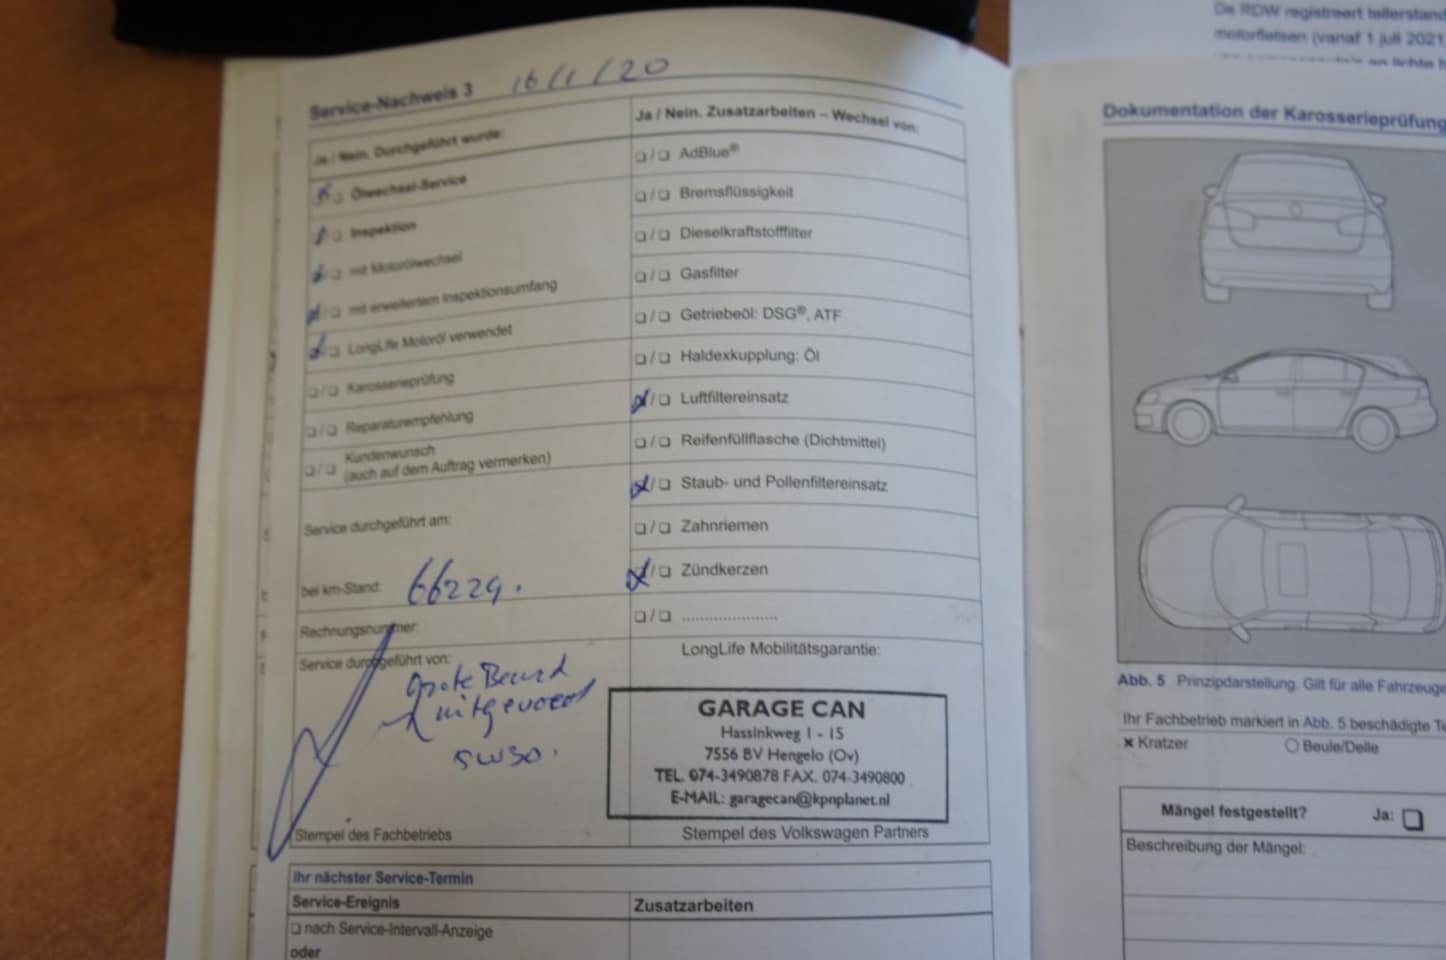 De RDW registreert tellerstand
motorfietsen (vanaf 1 juli 2021
Service-Nachweis 3 16/1/20
Ja / Nein. Durchgeführt wurde:
❏ Ölwechsel-Service
❏/❏ Inspektion
❏/❏ mit Motorölwechsel
❏/❏ mit erweitertem Inspektionsumfang
❏/❏ LongLife Motoröl verwendet
❏/❏ Karosserieprüfung
❏/❏ Reparaturempfehlung
❏/❏ Kundenwunsch
(auch auf dem Auftrag vermerken)
Service durchgeführt am:
bei km-Stand: 66229.
Rechnungsnummer:
Service durchgeführt von:
Grote Beurt
uitgevoerd
5W30.
Stempel des Fachbetriebs
Ja / Nein. Zusatzarbeiten – Wechsel von:
❏/❏ AdBlue®
❏/❏ Bremsflüssigkeit
❏/❏ Dieselkraftstofffilter
❏/❏ Gasfilter
❏/❏ Getriebeöl: DSG®, ATF
❏/❏ Haldexkupplung: Öl
❏/❏ Luftfiltereinsatz
❏/❏ Reifenfüllflasche (Dichtmittel)
❏/❏ Staub- und Pollenfiltereinsatz
❏/❏ Zahnriemen
❏/❏ Zündkerzen
❏/❏ ......................
LongLife Mobilitätsgarantie:
GARAGE CAN
Hassinkweg 1 - 15
7556 BV Hengelo (Ov)
TEL. 074-3490878 FAX. 074-3490800
E-MAIL: garagecan@kpnplanet.nl
Stempel des Volkswagen Partners
Ihr nächster Service-Termin
Service-Ereignis
Zusatzarbeiten
❏ nach Service-Intervall-Anzeige
oder
Dokumentation der Karosserieprüfung
Abb. 5 Prinzipdarstellung. Gilt für alle Fahrzeuge
Ihr Fachbetrieb markiert in Abb. 5 beschädigte Te
× Kratzer ○ Beule/Delle
Mängel festgestellt? Ja: ❏
Beschreibung der Mängel: